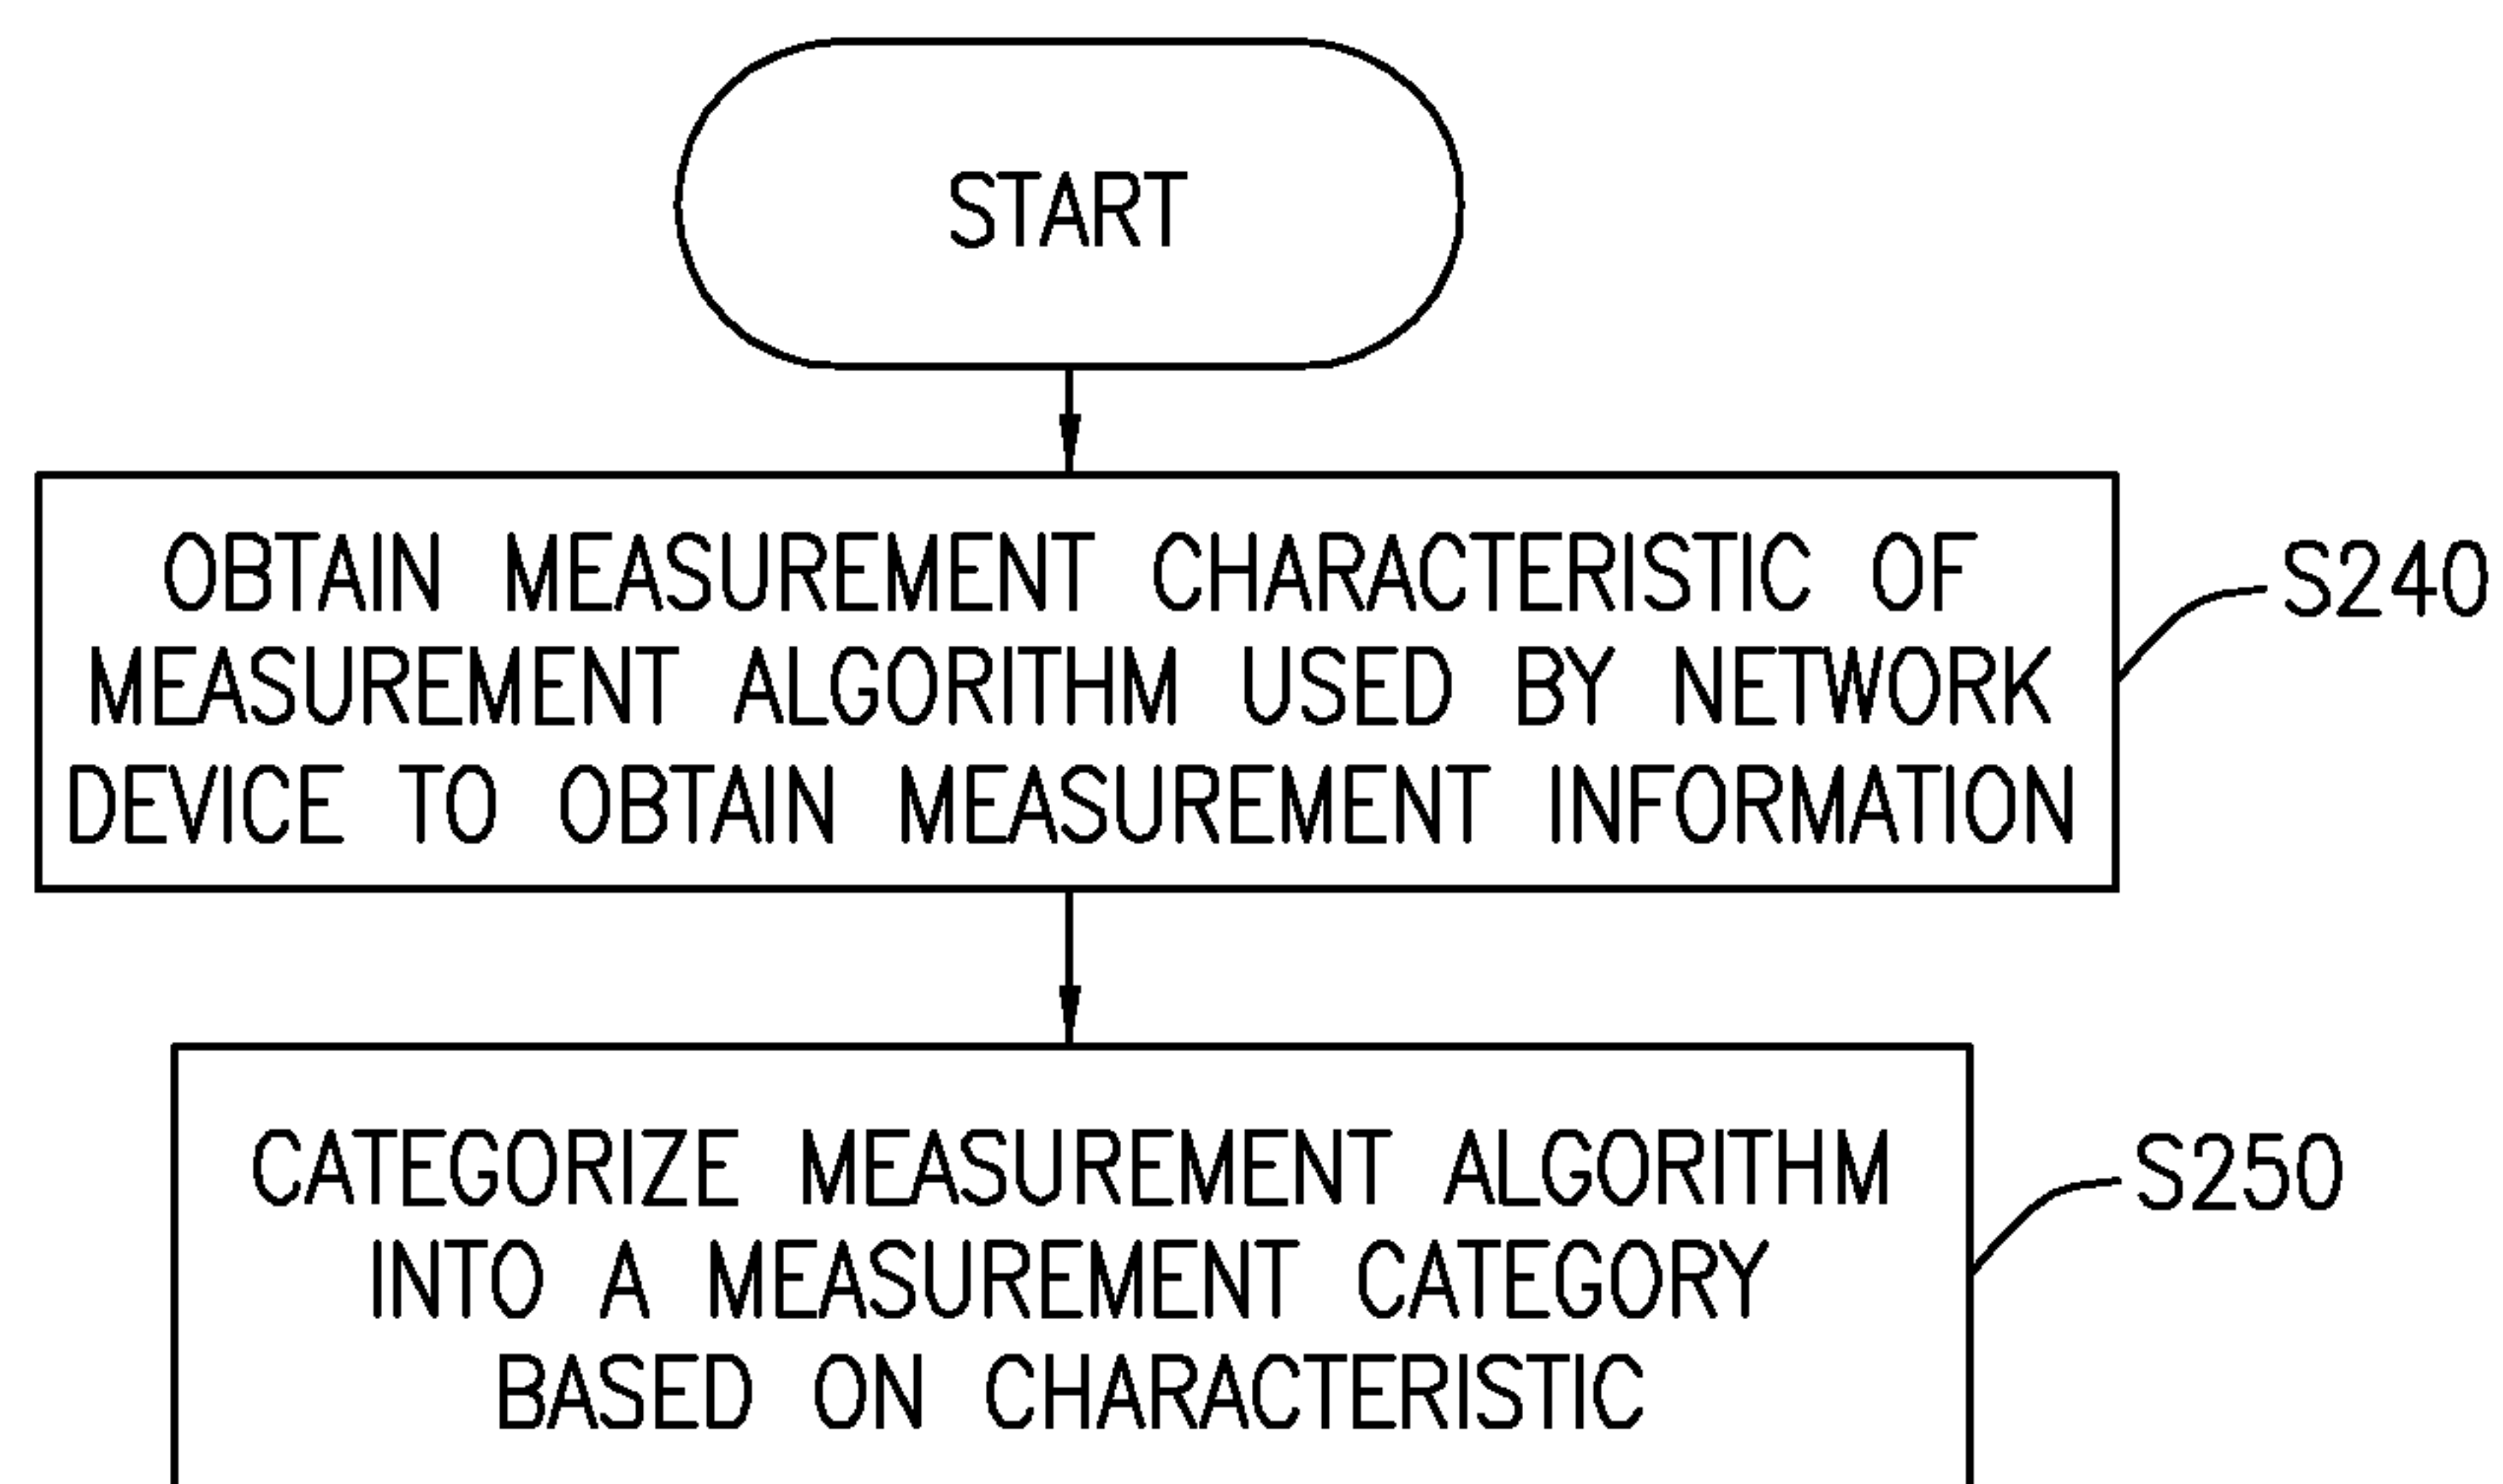 START
OBTAIN MEASUREMENT CHARACTERISTIC OF
MEASUREMENT ALGORITHM USED BY NETWORK
DEVICE TO OBTAIN MEASUREMENT INFORMATION
S240
CATEGORIZE MEASUREMENT ALGORITHM
INTO A MEASUREMENT CATEGORY
BASED ON CHARACTERISTIC
S250